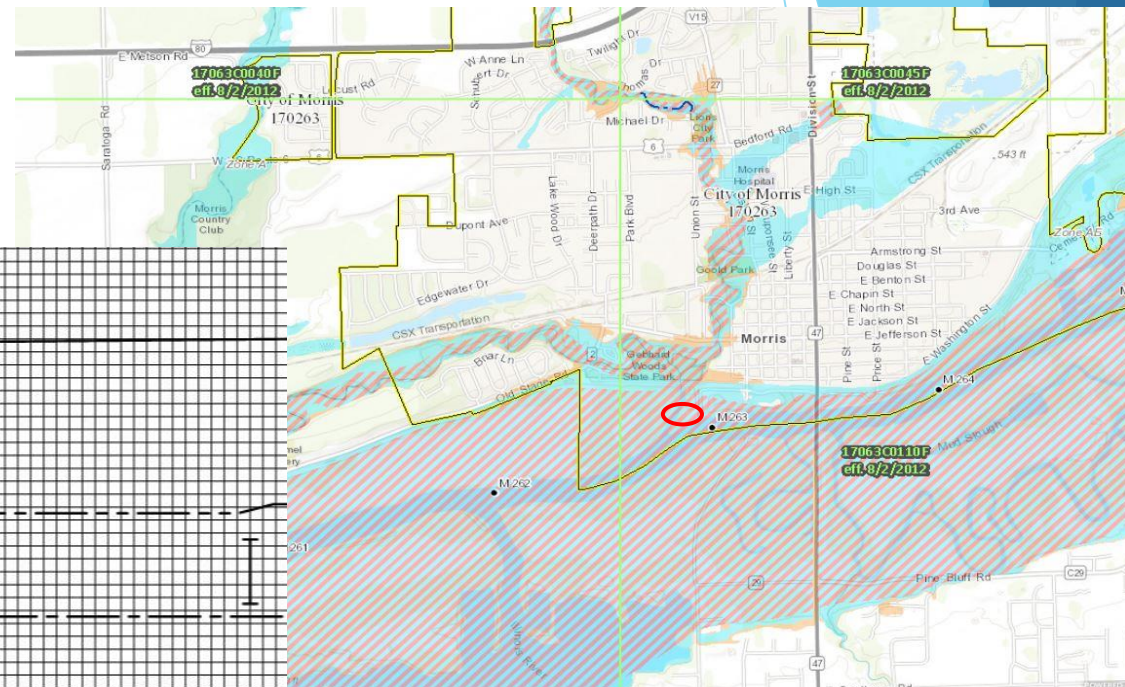 V15
80
E Metson Rd
Twilight Dr
W Anne Ln
17063C0040F
eff. 8/2/2012
17063C0045F
eff. 8/2/2012
Locust Rd
27
City of Morris
170263
Saratoga Rd
Michael Dr
Lions
City
Park
Division St
Bedford Rd
6
6
CSX Transportation
543 ft
Zone A
Morris
Hospital
City of Morris
170263
E High St
Morris
Country
Club
Lake Wood Dr
Deerpath Dr
Park Blvd
Union St
Dupont Ave
3rd Ave
Liberty St
Zone AE
Armstrong St
Douglas St
E Benton St
Goold Park
E Chapin St
Edgewater Dr
E North St
E Jackson St
CSX Transportation
E Jefferson St
47
Morris
E Washington St
Briar Ln
2
Gebhard
Woods
State Park
Pine St
Price St
Old Stage Rd
M 264
M 263
Mud Slough
17063C0110F
eff. 8/2/2012
M 262
261
29
Pine Bluff Rd
C29
Illinois River
47
Rd